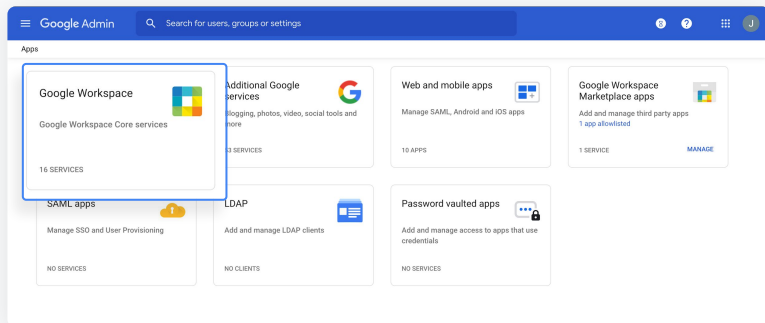 Google Admin
Search for users, groups or settings
8
?
J
Apps
Google Workspace
Google Workspace Core services
16 SERVICES
Additional Google
services
Blogging, photos, video, social tools and
more
53 SERVICES
Web and mobile apps
Manage SAML, Android and iOS apps
10 APPS
Google Workspace
Marketplace apps
Add and manage third party apps
1 app allowlisted
1 SERVICE
MANAGE
SAML apps
Manage SSO and User Provisioning
NO SERVICES
LDAP
Add and manage LDAP clients
NO CLIENTS
Password vaulted apps
Add and manage access to apps that use
credentials
NO SERVICES